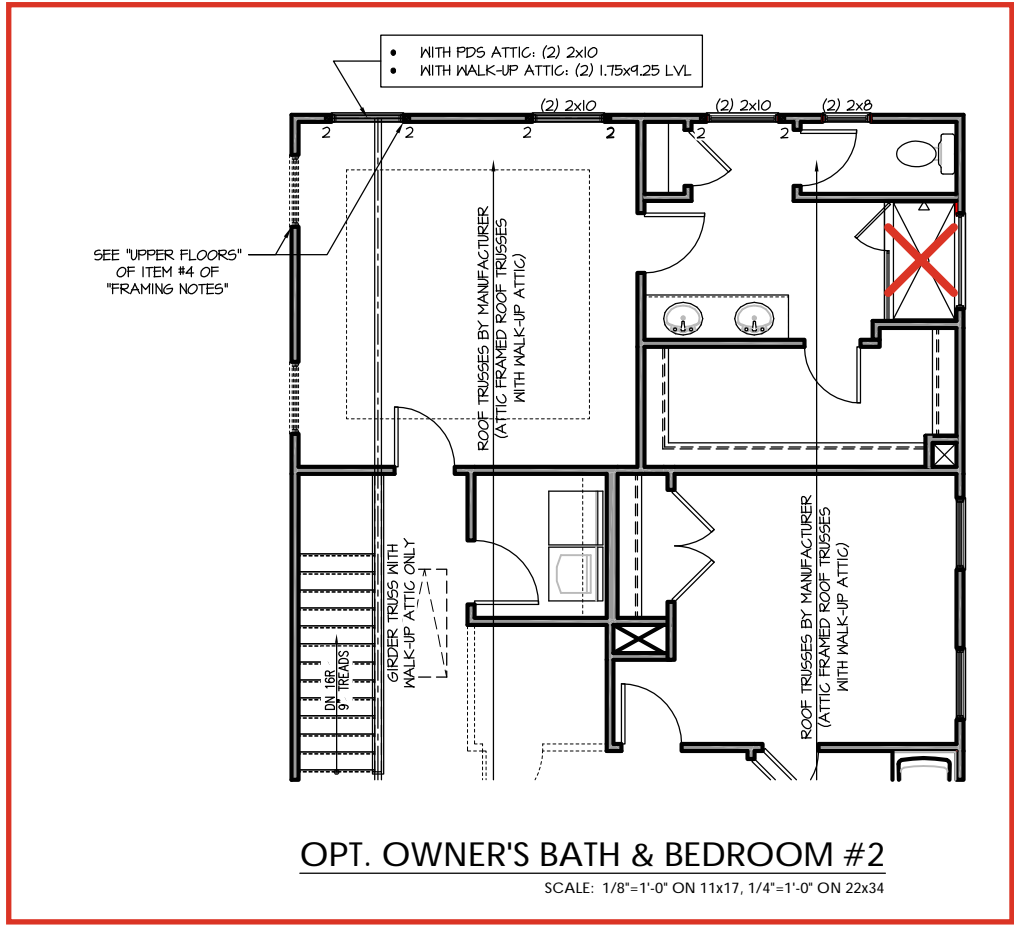 • WITH PDS ATTIC: (2) 2x10
• WITH WALK-UP ATTIC: (2) 1.75x9.25 LVL
(2) 2x10
(2) 2x10
(2) 2x8
2
2
2
2
2
2
SEE "UPPER FLOORS"
OF ITEM #4 OF
"FRAMING NOTES"
ROOF TRUSSES BY MANUFACTURER
(ATTIC FRAMED ROOF TRUSSES
WITH WALK-UP ATTIC)
GIRDER TRUSS WITH
WALK-UP ATTIC ONLY
DN 16R
9" TREADS
ROOF TRUSSES BY MANUFACTURER
(ATTIC FRAMED ROOF TRUSSES
WITH WALK-UP ATTIC)
OPT. OWNER'S BATH & BEDROOM #2
SCALE: 1/8"=1'-0" ON 11x17, 1/4"=1'-0" ON 22x34